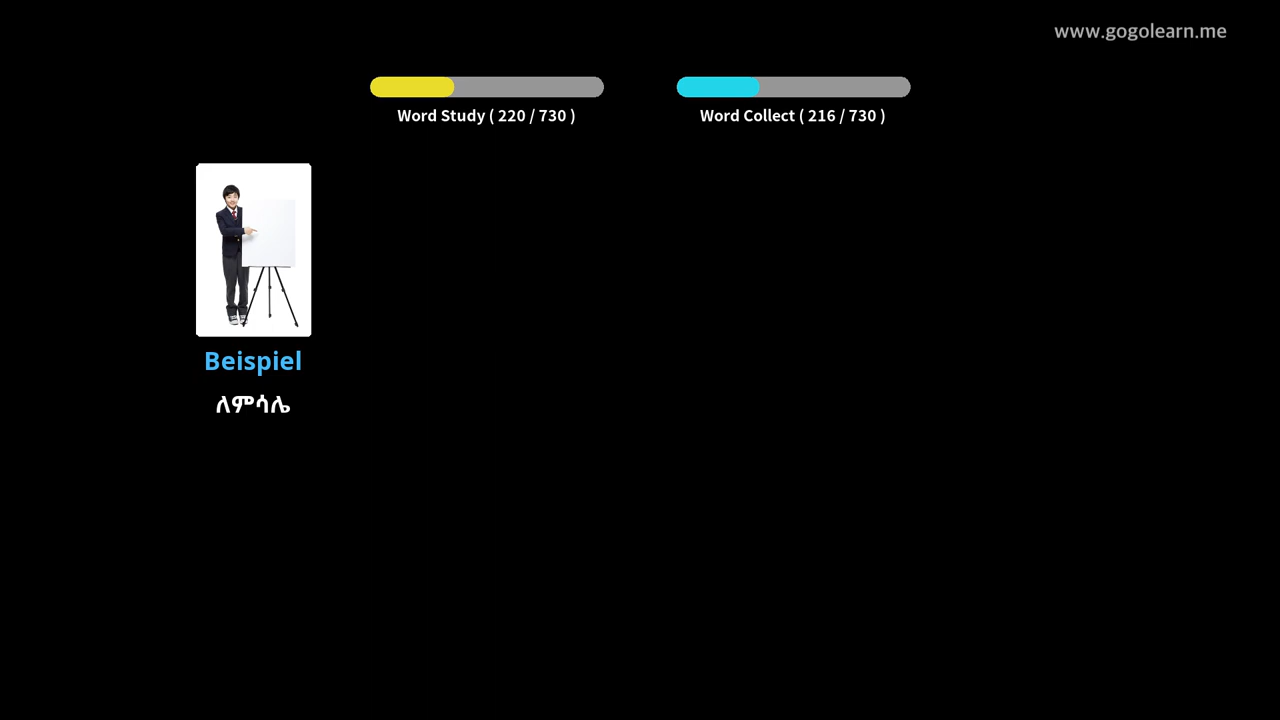 www.gogolearn.me
Word Study ( 220 / 730 )
Word Collect ( 216 / 730 )
Beispiel
ለምሳሌ